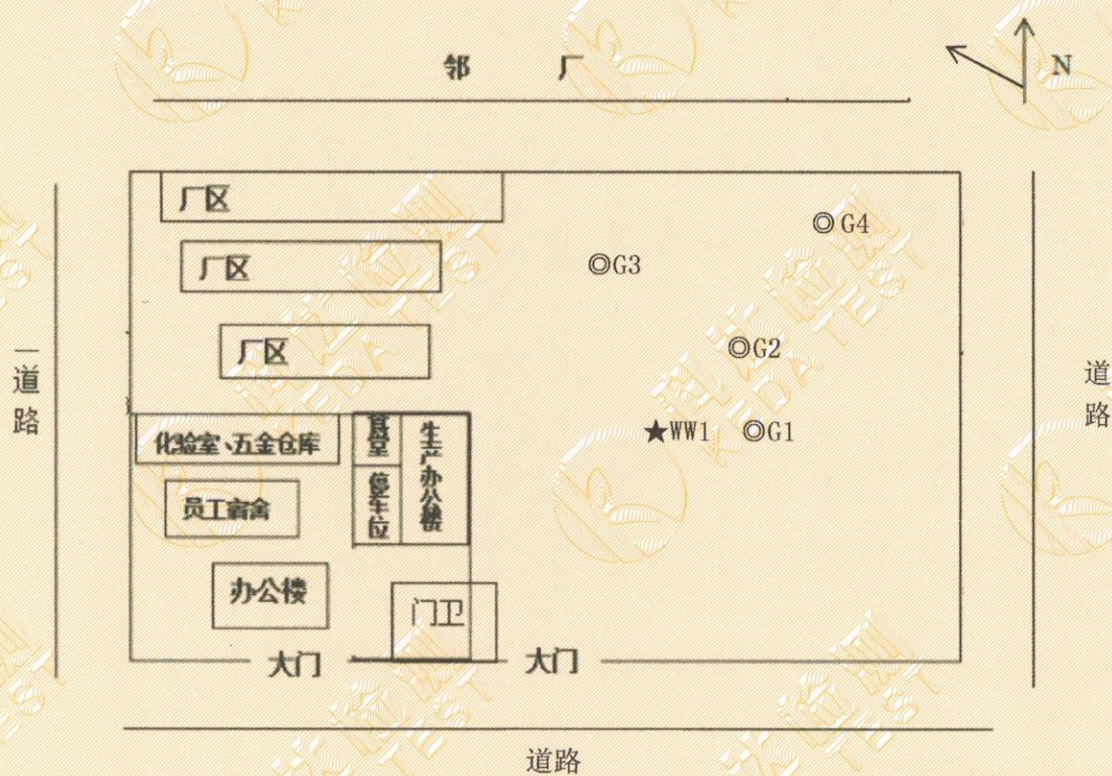 邻 厂
N
厂区
G4
厂区
G3
厂区
G2
一道路
道路
WW1
G1
化验室、五金仓库
食堂
生产办公楼
停车位
员工宿舍
办公楼
门卫
大门
大门
道路